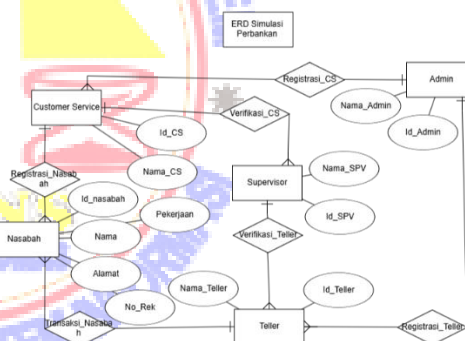 ERD Simulasi
Perbankan
Registrasi_CS
Admin
Customer Service
Nama_Admin
Verifikasi_CS
Id_CS
Id_Admin
Nama_CS
Nama_SPV
Registrasi_Nasab
ah
Supervisor
Id_nasabah
Pekerjaan
Id_SPV
Nasabah
Nama
Verifikasi_Teller
Alamat
Nama_Teller
Id_Teller
No_Rek
Transaksi_Nasaba
h
Teller
Registrasi_Teller